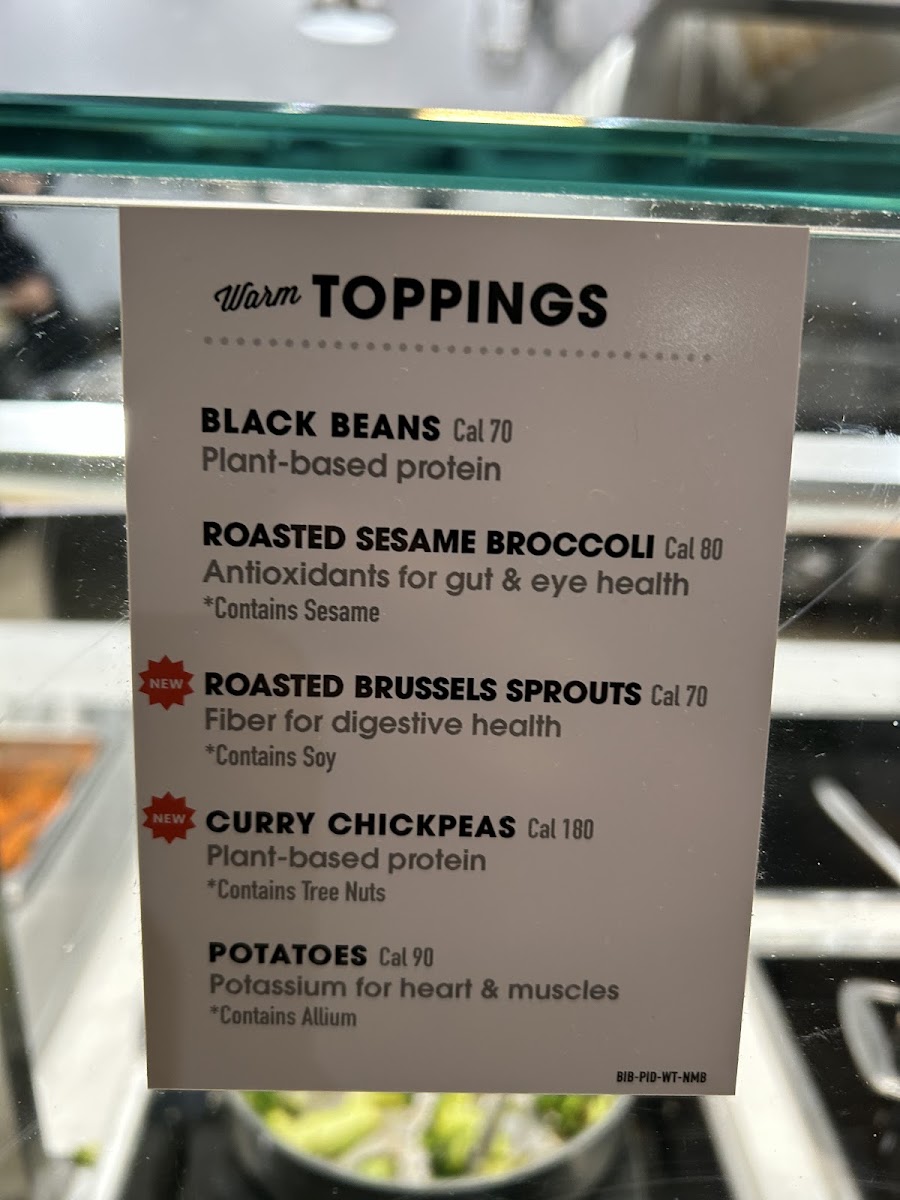 Warm TOPPINGS
BLACK BEANS Cal 70
Plant-based protein
ROASTED SESAME BROCCOLI Cal 80
Antioxidants for gut & eye health
*Contains Sesame
NEW ROASTED BRUSSELS SPROUTS Cal 70
Fiber for digestive health
*Contains Soy
NEW CURRY CHICKPEAS Cal 180
Plant-based protein
*Contains Tree Nuts
POTATOES Cal 90
Potassium for heart & muscles
*Contains Allium
BIB-PID-WT-NMB